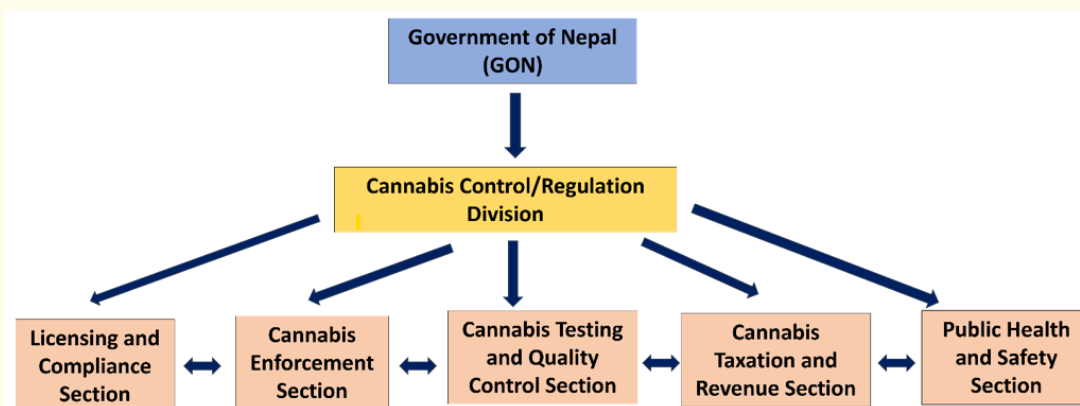 Government of Nepal
(GON)
Cannabis Control/Regulation
Division
Licensing and
Compliance
Section
Cannabis
Enforcement
Section
Cannabis Testing
and Quality
Control Section
Cannabis
Taxation and
Revenue Section
Public Health
and Safety
Section